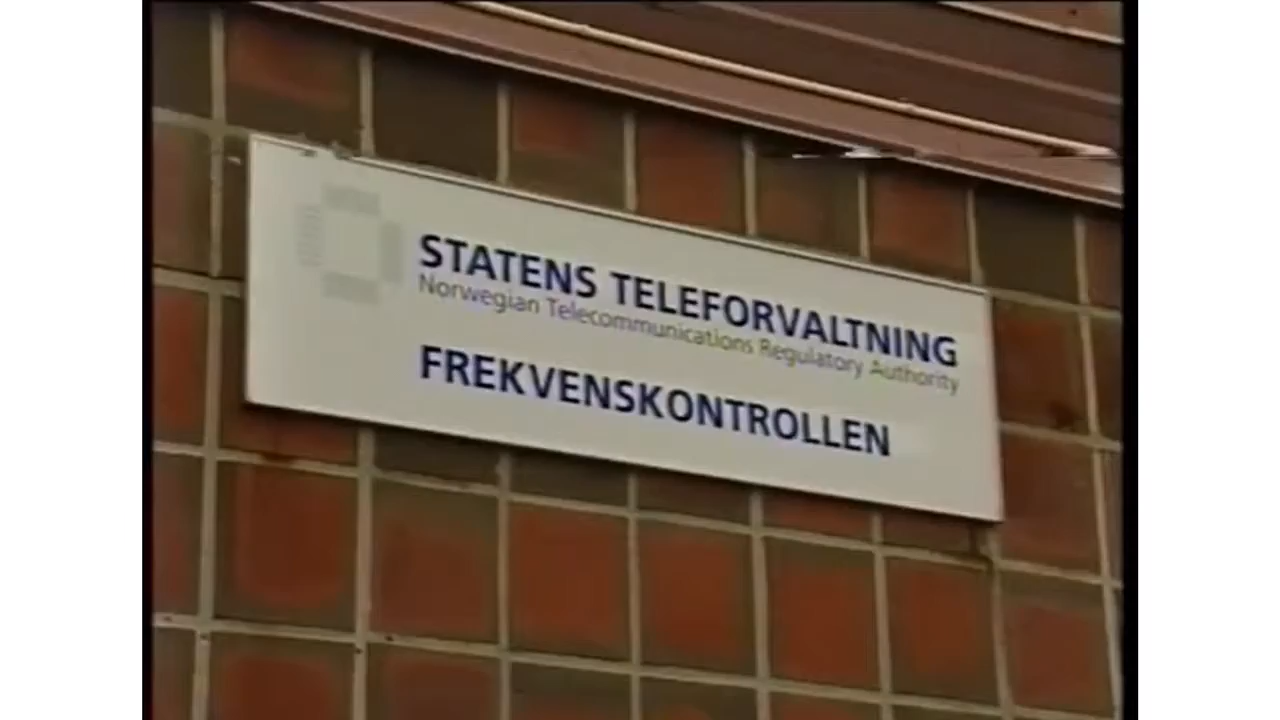 STATENS TELEFORVALTNING
Norwegian Telecommunications Regulatory Authority
FREKVENSKONTROLLEN